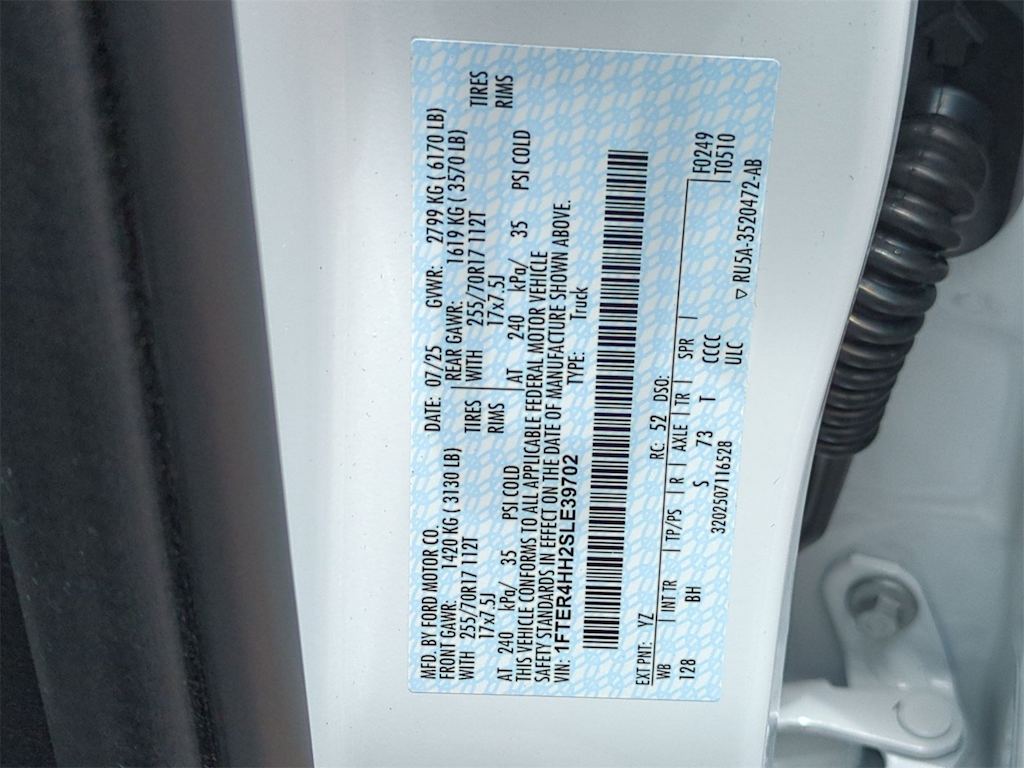 MFD. BY FORD MOTOR CO.
DATE: 07/25 GVWR: 2799 KG ( 6170 LB)
FRONT GAWR: 1420 KG ( 3130 LB)
REAR GAWR: 1619 KG ( 3570 LB)
WITH 255/70R17 112T TIRES WITH 255/70R17 112T TIRES
17x7.5J RIMS 17x7.5J RIMS
AT 240 kPa/ 35 PSI COLD AT 240 kPa/ 35 PSI COLD
THIS VEHICLE CONFORMS TO ALL APPLICABLE FEDERAL MOTOR VEHICLE
SAFETY STANDARDS IN EFFECT ON THE DATE OF MANUFACTURE SHOWN ABOVE.
VIN: 1FTER4HH2SLE39702 TYPE: Truck
EXT PNT: YZ RC: 52 DSO: F0249
WB INT TR TP/PS R AXLE TR SPR T0510
128 BH S 73 T CCCC
320250716528 ULC RU5A-3520472-AB